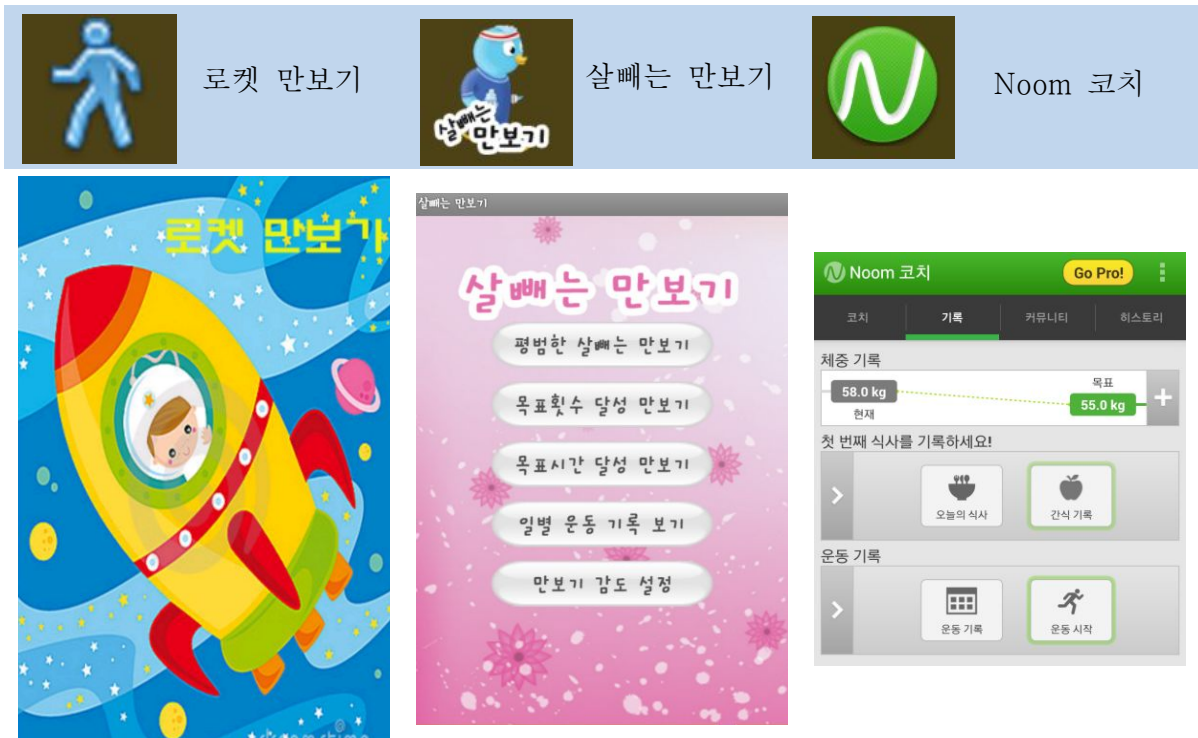 로켓 만보기
살빼는 만보기
살빼는
만보기
Noom 코치
로켓 만보기
살빼는 만보기
살빼는 만보기
평범한 살빼는 만보기
목표횟수 달성 만보기
목표시간 달성 만보기
일별 운동 기록 보기
만보기 감도 설정
Noom 코치
Go Pro!
코치
기록
커뮤니티
히스토리
체중 기록
58.0 kg
현재
목표
55.0 kg
첫 번째 식사를 기록하세요!
오늘의 식사
간식 기록
운동 기록
운동 기록
운동 시작